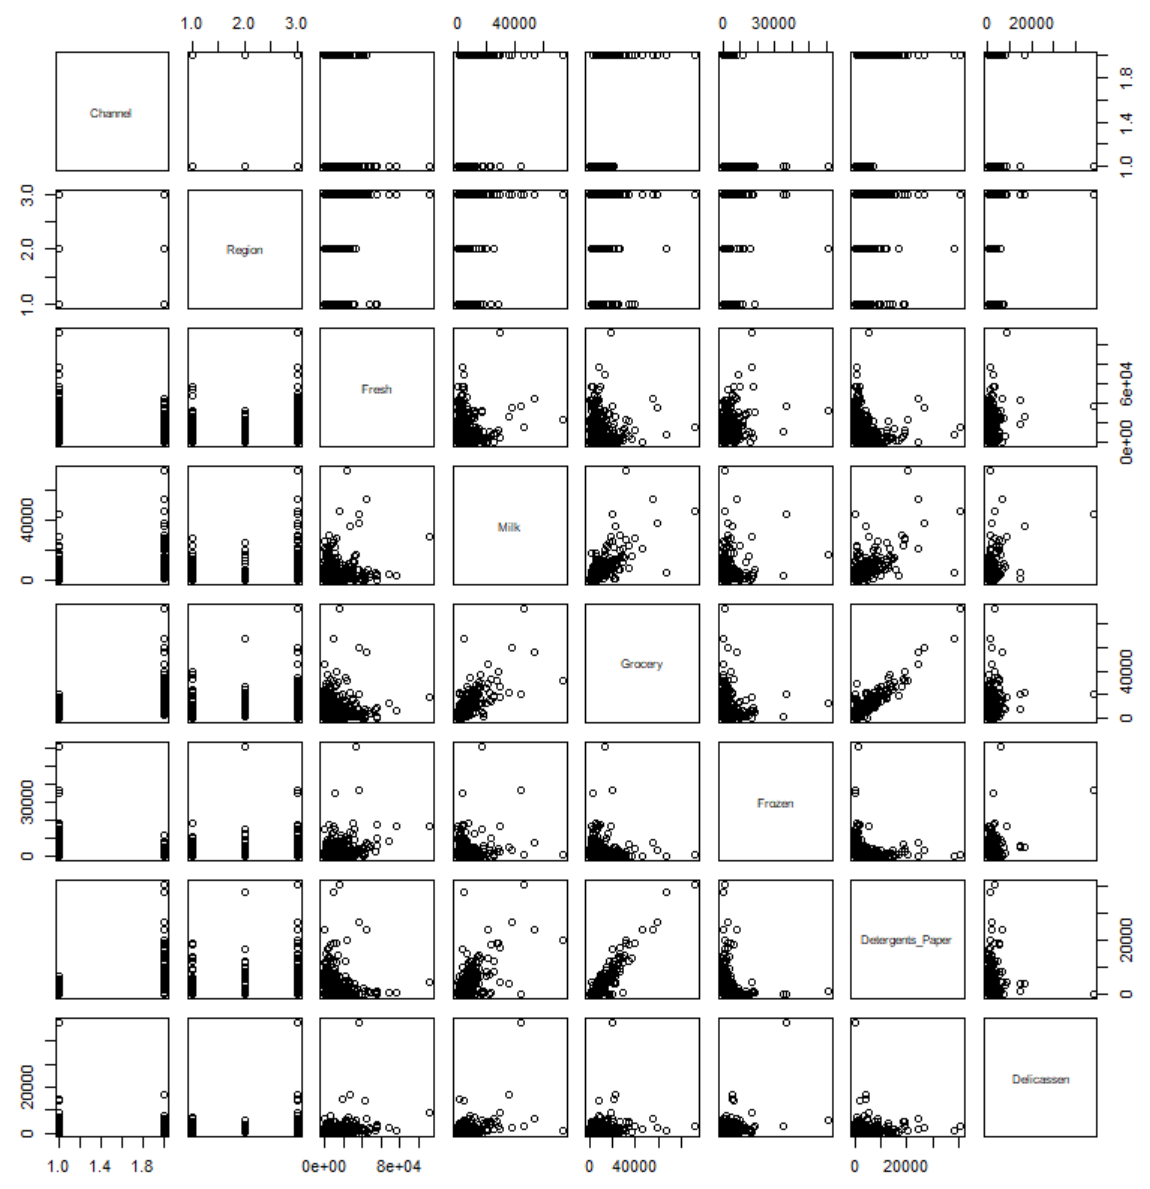 1.0 2.0 3.0 0 40000 0 30000 0 20000
Channel
1.0 1.4 1.8
Region
1.0 2.0 3.0
Fresh
0e+00 6e+04
Milk
0 40000
Grocery
0 40000
Frozen
0 30000
Detergents_Paper
0 20000
Delicassen
0 20000
1.0 1.4 1.8 0e+00 8e+04 0 40000 0 20000